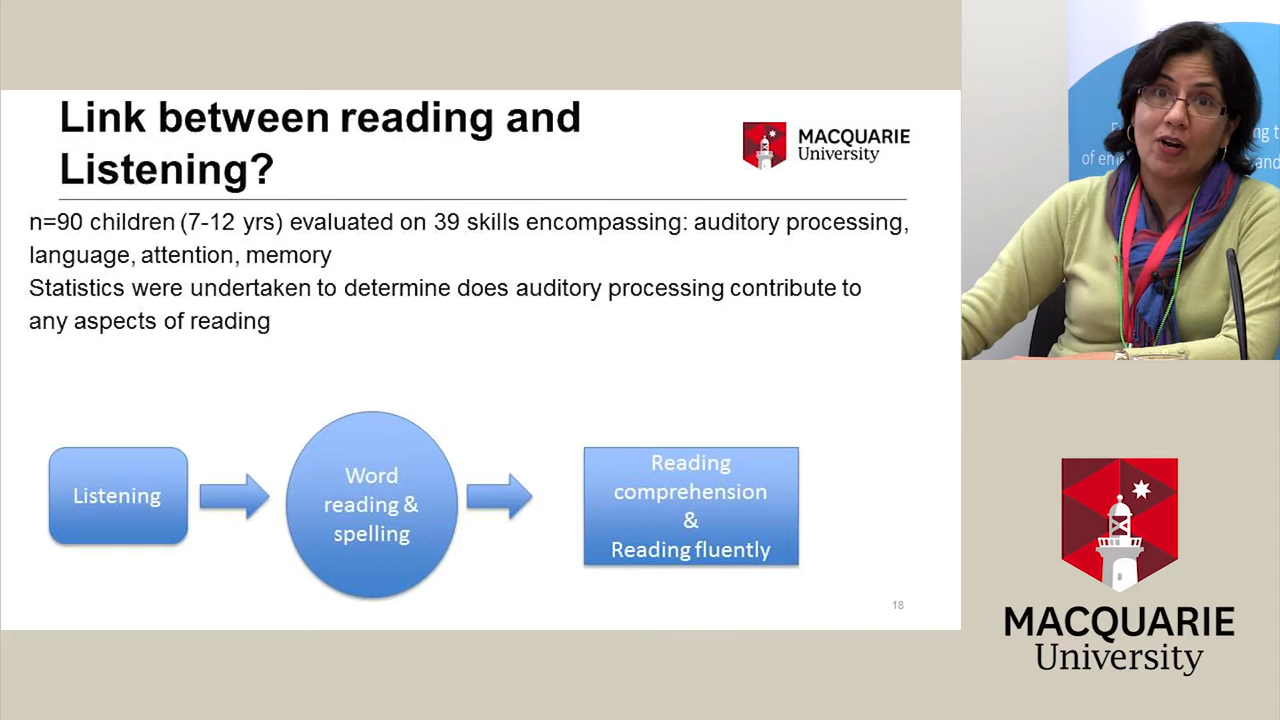 Link between reading and
Listening?
MACQUARIE
University
n=90 children (7-12 yrs) evaluated on 39 skills encompassing: auditory processing,
language, attention, memory
Statistics were undertaken to determine does auditory processing contribute to
any aspects of reading
Listening
Word
reading &
spelling
Reading
comprehension
&
Reading fluently
18
MACQUARIE
University